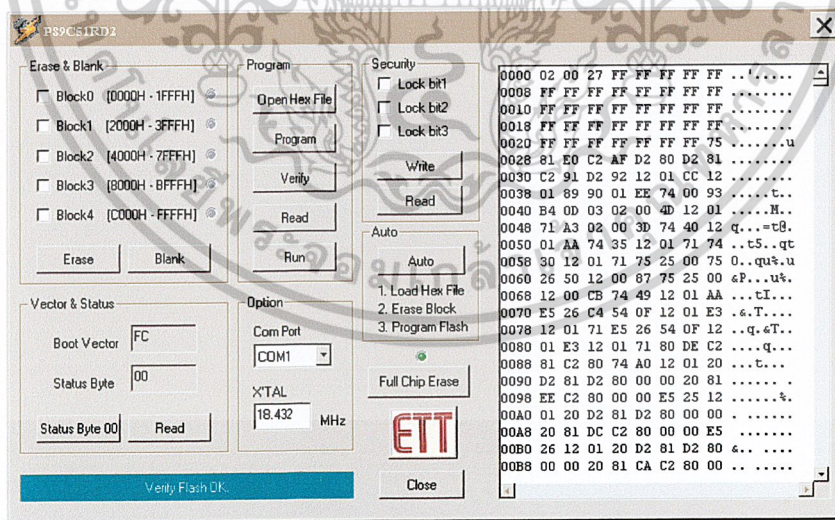 P89C51RD2
Erase & Blank
Block0 [0000H - 1FFFH]
Block1 [2000H - 3FFFH]
Block2 [4000H - 7FFFH]
Block3 [8000H - BFFFH]
Block4 [C000H - FFFFH]
Erase Blank
Vector & Status
Boot Vector FC
Status Byte 00
Status Byte 00 Read
Verify Flash OK.
Program
Open Hex File
Program
Verify
Read
Run
Option
Com Port
COM1
X'TAL
18.432 MHz
Security
Lock bit1
Lock bit2
Lock bit3
Write
Read
Auto
Auto
1. Load Hex File
2. Erase Block
3. Program Flash
Full Chip Erase
ETT
Close
0000 02 00 27 FF FF FF FF FF ..'.....
0008 FF FF FF FF FF FF FF FF ........
0010 FF FF FF FF FF FF FF FF ........
0018 FF FF FF FF FF FF FF FF ........
0020 FF FF FF FF FF FF FF 75 .......u
0028 81 E0 C2 AF D2 80 D2 81 ........
0030 C2 91 D2 92 12 01 CC 12 ........
0038 01 89 90 01 EE 74 00 93 .....t..
0040 B4 0D 03 02 00 4D 12 01 .....M..
0048 71 A3 02 00 3D 74 40 12 q...=t@.
0050 01 AA 74 35 12 01 71 74 ..t5..qt
0058 30 12 01 71 75 25 00 75 0..qu%.u
0060 26 50 12 00 87 75 25 00 &P...u%.
0068 12 00 CB 74 49 12 01 AA ...tI...
0070 E5 26 C4 54 0F 12 01 E3 .&.T....
0078 12 01 71 E5 26 54 0F 12 ..q.&T..
0080 01 E3 12 01 71 80 DE C2 ....q...
0088 81 C2 80 74 A0 12 01 20 ...t...
0090 D2 81 D2 80 00 00 20 81 ...... .
0098 EE C2 80 00 00 E5 25 12 ......%.
00A0 01 20 D2 81 D2 80 00 00 . ......
00A8 20 81 DC C2 80 00 00 E5 .......
00B0 26 12 01 20 D2 81 D2 80 &.. ....
00B8 00 00 20 81 CA C2 80 00 .. .....